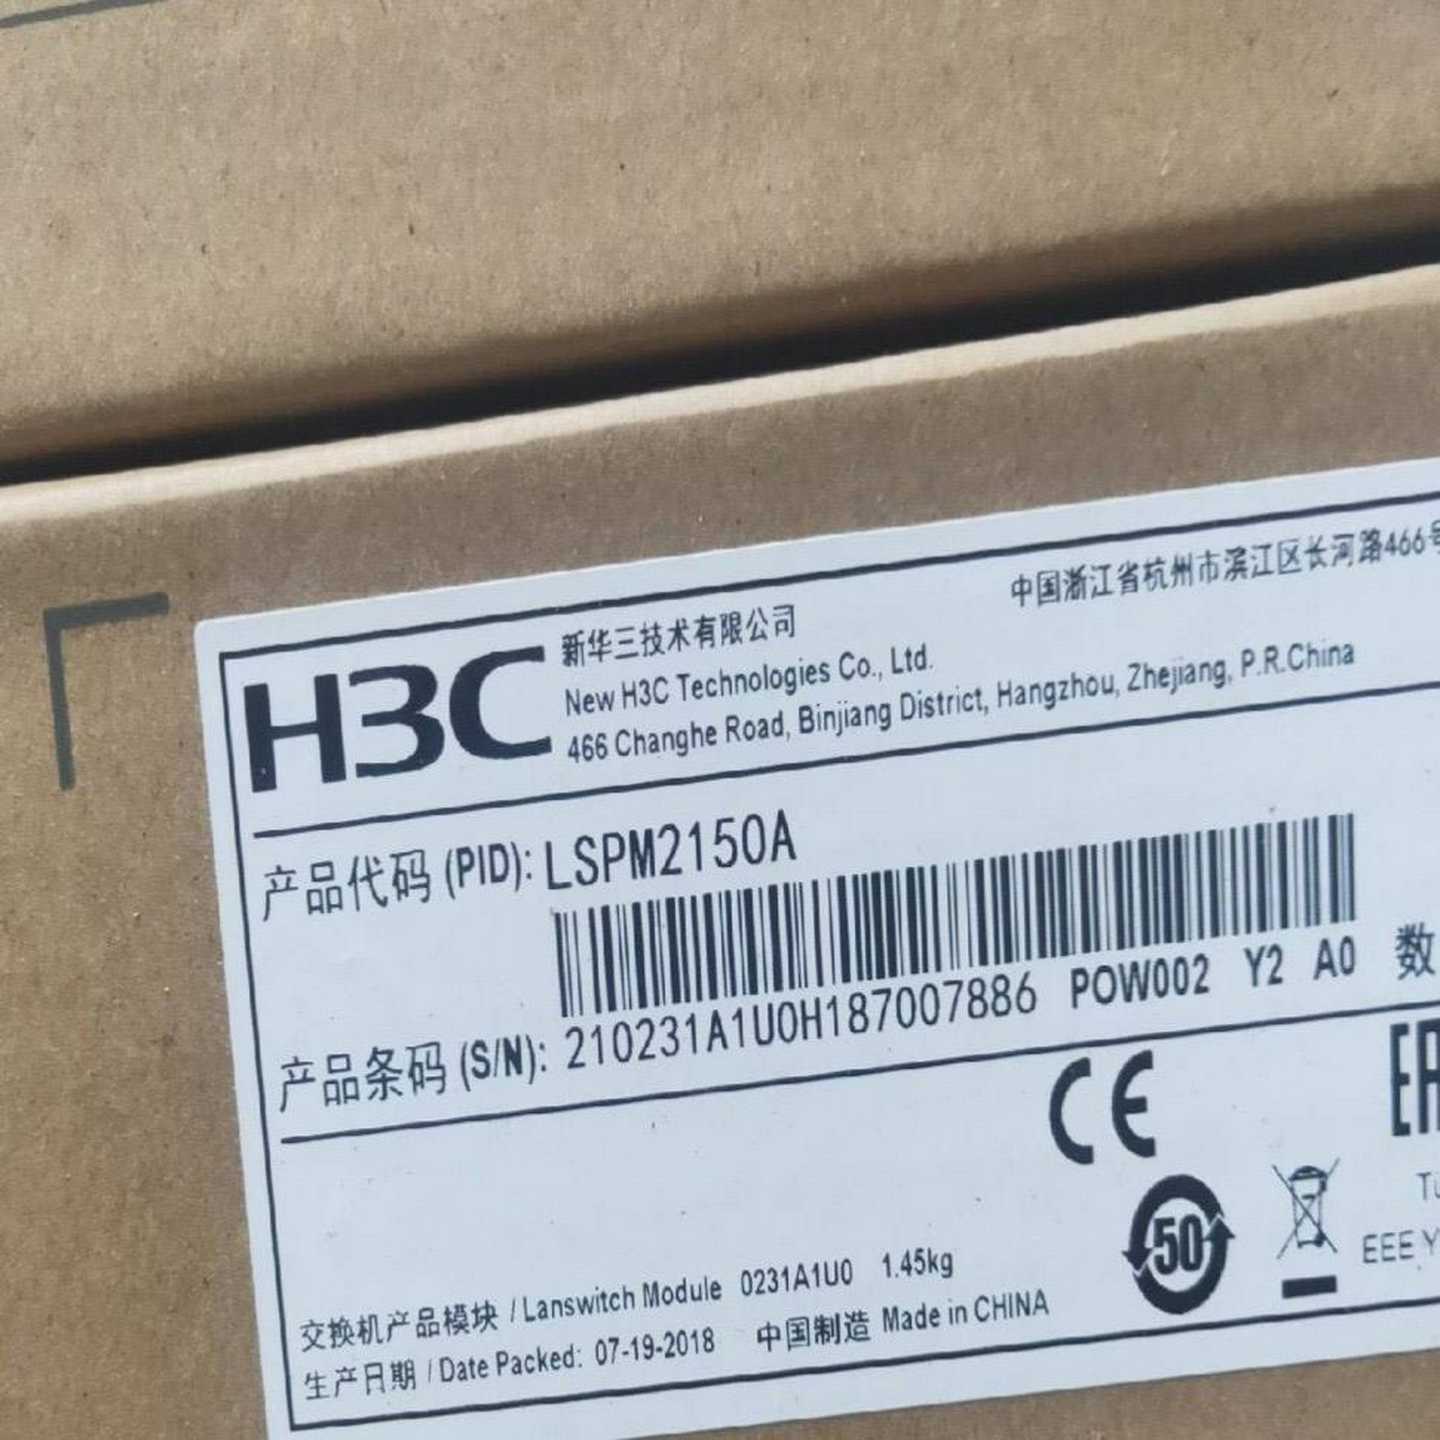 H3C
新华三技术有限公司
中国浙江省杭州市滨江区长河路466号
New H3C Technologies Co., Ltd.
466 Changhe Road, Binjiang District, Hangzhou, Zhejiang, P.R.China
产品代码 (PID): LSPM2150A
产品条码 (S/N): 210231A1U0H187007886 POW002 Y2 A0 数
CE
50
EEE
交换机产品模块 / Lanswitch Module 0231A1U0 1.45kg
生产日期 / Date Packed: 07-19-2018 中国制造 Made in CHINA